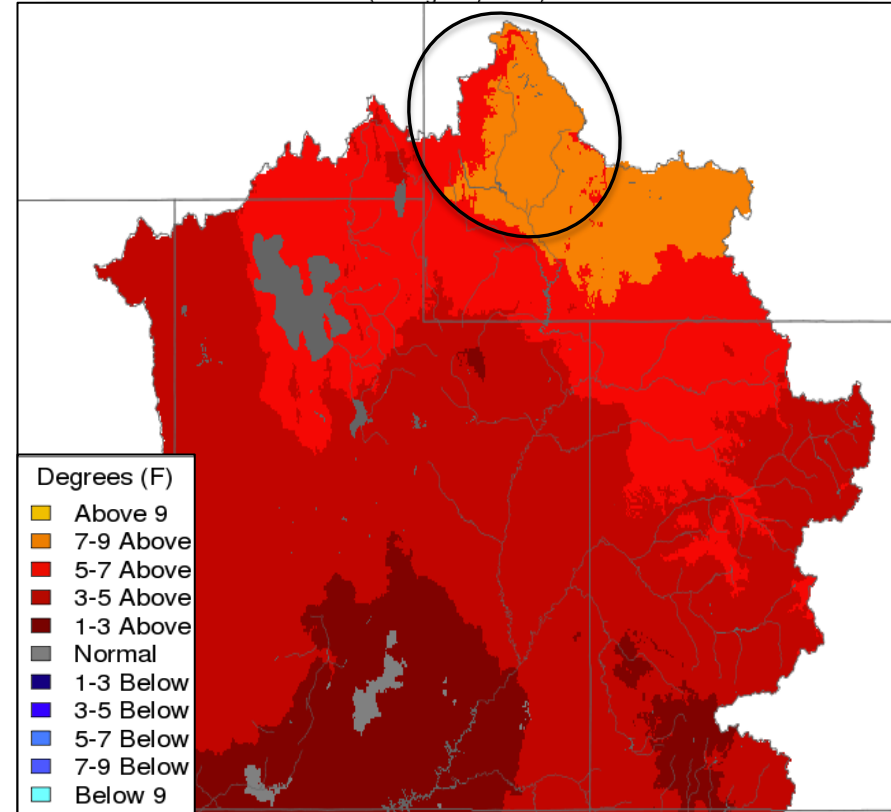 Degrees (F)
Above 9
7-9 Above
5-7 Above
3-5 Above
1-3 Above
Normal
1-3 Below
3-5 Below
5-7 Below
7-9 Below
Below 9